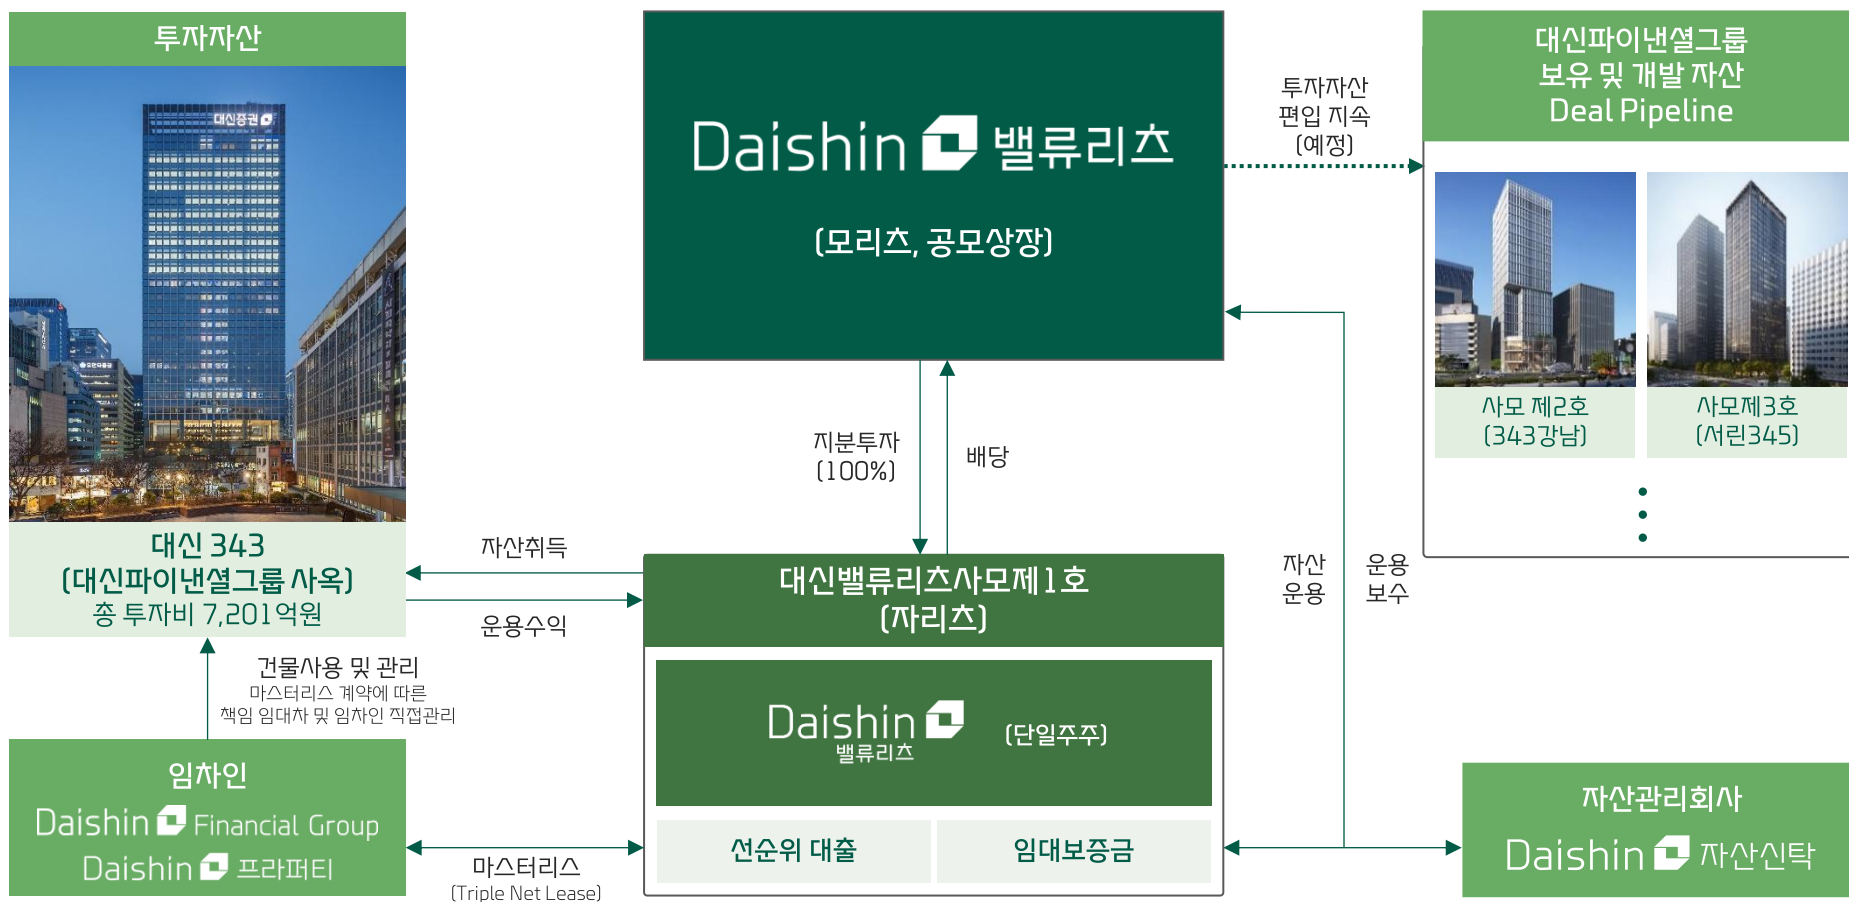 투자자산
대신증권
대신 343
(대신파이낸셜그룹 사옥)
총 투자비 7,201억원
건물사용 및 관리
마스터리스 계약에 따른
책임 임대차 및 임차인 직접관리
임차인
Daishin Financial Group
Daishin 프라퍼티
자산취득
운용수익
마스터리스
(Triple Net Lease)
Daishin 밸류리츠
(모리츠, 공모상장)
지분투자
(100%)
배당
대신밸류리츠사모제1호
(자리츠)
Daishin
밸류리츠
(단일주주)
선순위 대출
임대보증금
투자자산
편입 지속
(예정)
대신파이낸셜그룹
보유 및 개발 자산
Deal Pipeline
사모 제2호
(343강남)
사모제3호
(서린345)
자산
운용
운용
보수
자산관리회사
Daishin 자산신탁